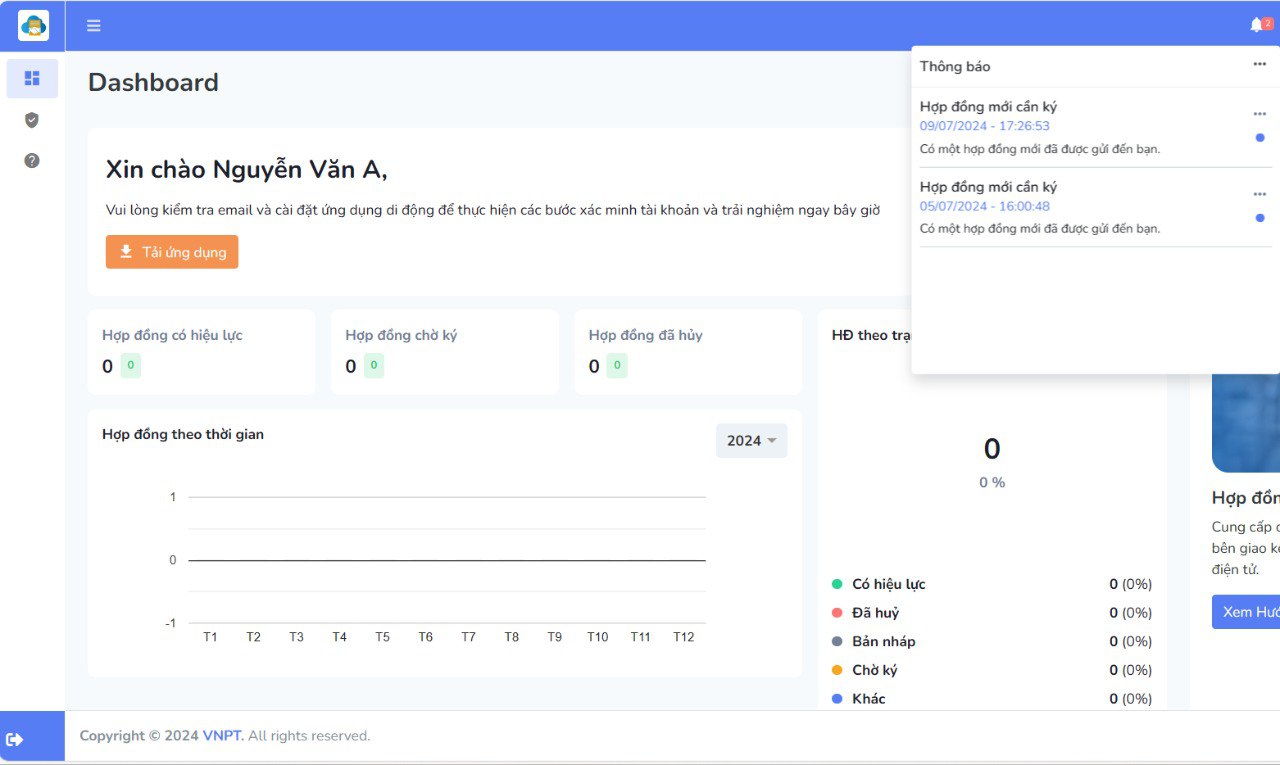 2
Dashboard
Thông báo
Hợp đồng mới cần ký
09/07/2024 - 17:26:53
Có một hợp đồng mới đã được gửi đến bạn.
Hợp đồng mới cần ký
05/07/2024 - 16:00:48
Có một hợp đồng mới đã được gửi đến bạn.
Xin chào Nguyễn Văn A,
Vui lòng kiểm tra email và cài đặt ứng dụng di động để thực hiện các bước xác minh tài khoản và trải nghiệm ngay bây giờ
Tải ứng dụng
Hợp đồng có hiệu lực
0 0
Hợp đồng chờ ký
0 0
Hợp đồng đã hủy
0 0
HĐ theo trạ
0
0 %
Có hiệu lực 0 (0%)
Đã huỷ 0 (0%)
Bản nháp 0 (0%)
Chờ ký 0 (0%)
Khác 0 (0%)
Hợp đồng theo thời gian
2024
1
0
-1
T1 T2 T3 T4 T5 T6 T7 T8 T9 T10 T11 T12
Hợp đồn
Cung cấp
bên giao k
điện tử.
Xem Hướ
Copyright © 2024 VNPT. All rights reserved.